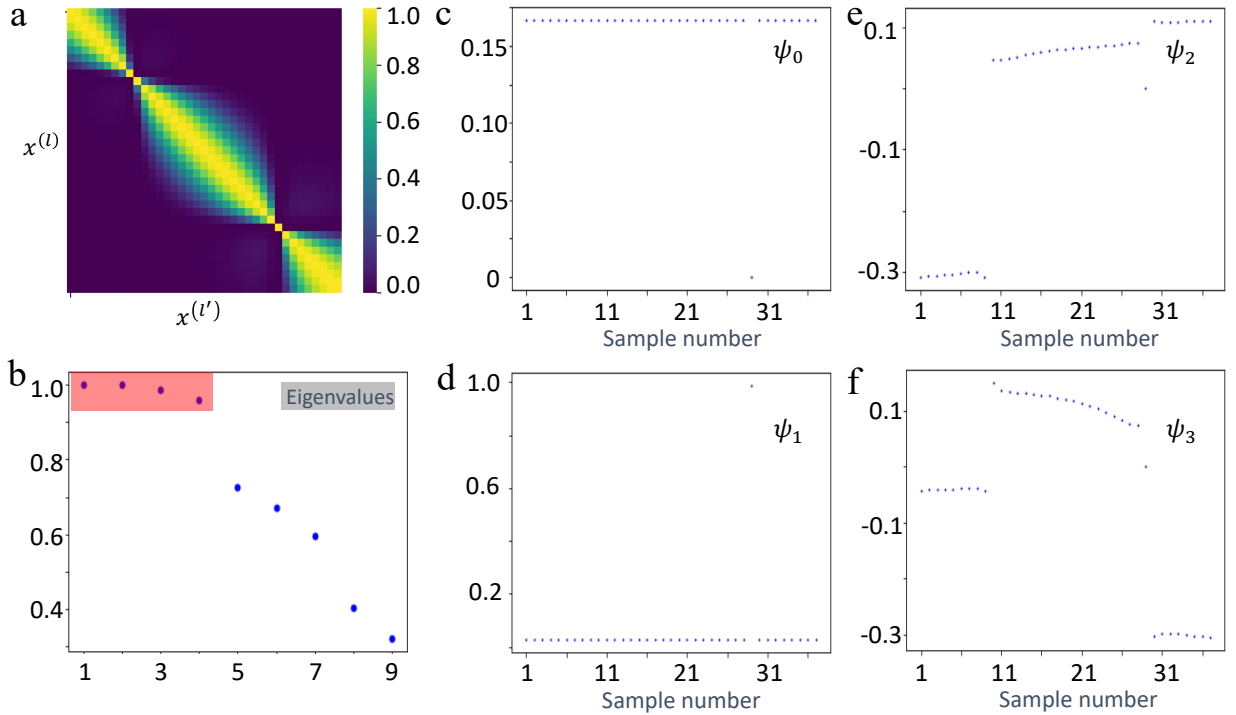 a
x^(l)
x^(l')
1.0
0.8
0.6
0.4
0.2
0.0
b
1.0
0.8
0.6
0.4
Eigenvalues
1 3 5 7 9
c
0.15
0.10
0.05
0
ψ₀
1 11 21 31
Sample number
d
1.0
0.6
0.2
ψ₁
1 11 21 31
Sample number
e
0.1
-0.1
-0.3
ψ₂
1 11 21 31
Sample number
f
0.1
-0.1
-0.3
ψ₃
1 11 21 31
Sample number